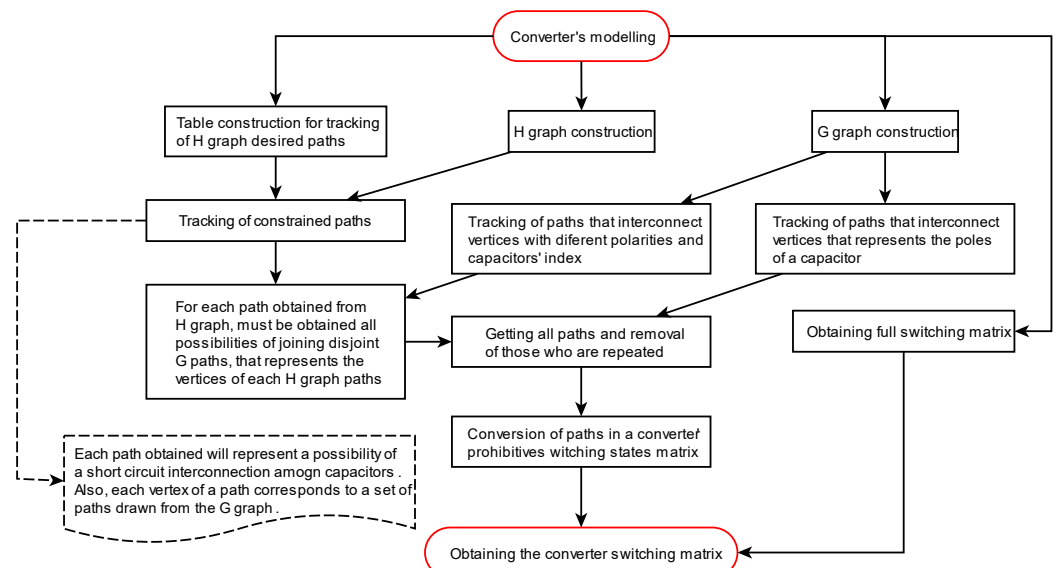 Converter's modelling
Table construction for tracking
of H graph desired paths
H graph construction
G graph construction
Tracking of constrained paths
Tracking of paths that interconnect
vertices with diferent polarities and
capacitors' index
Tracking of paths that interconnect
vertices that represents the poles
of a capacitor
For each path obtained from
H graph, must be obtained all
possibilities of joining disjoint
G paths, that represents the
vertices of each H graph paths
Getting all paths and removal
of those who are repeated
Obtaining full switching matrix
Conversion of paths in a converter
prohibitives witching states matrix
Each path obtained will represent a possibility of
a short circuit interconnection amogn capacitors .
Also, each vertex of a path corresponds to a set of
paths drawn from the G graph .
Obtaining the converter switching matrix